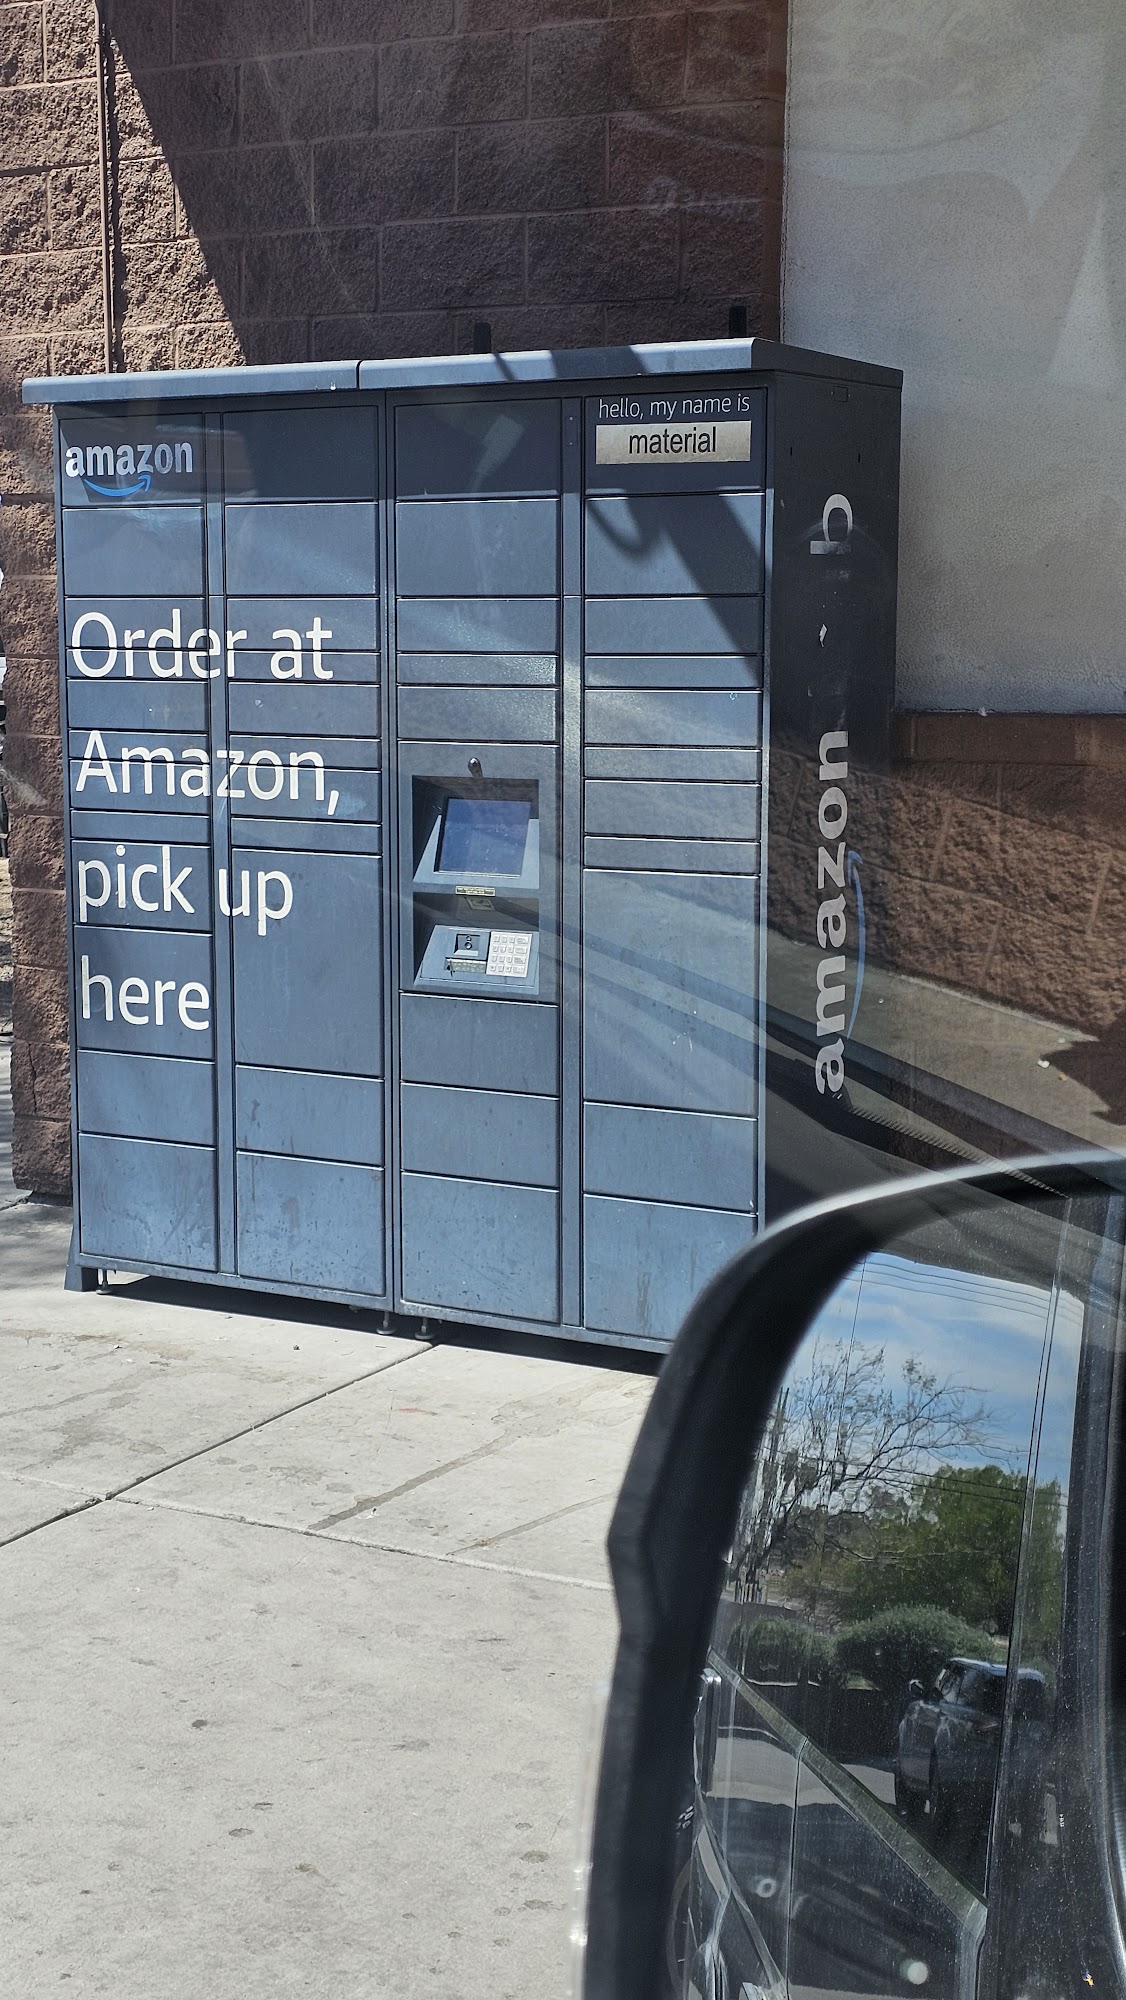 amazon
hello, my name is
material
Order at
Amazon,
pick up
here
amazon